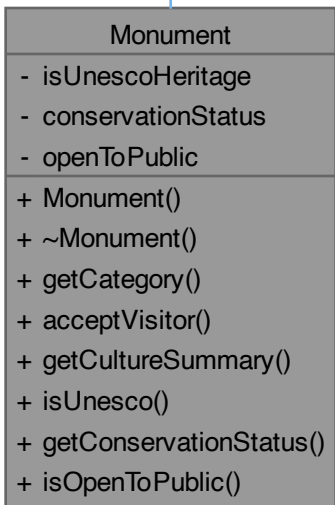 Monument
- isUnescoHeritage
- conservationStatus
- openToPublic
+ Monument()
+ ~Monument()
+ getCategory()
+ acceptVisitor()
+ getCultureSummary()
+ isUnesco()
+ getConservationStatus()
+ isOpenToPublic()